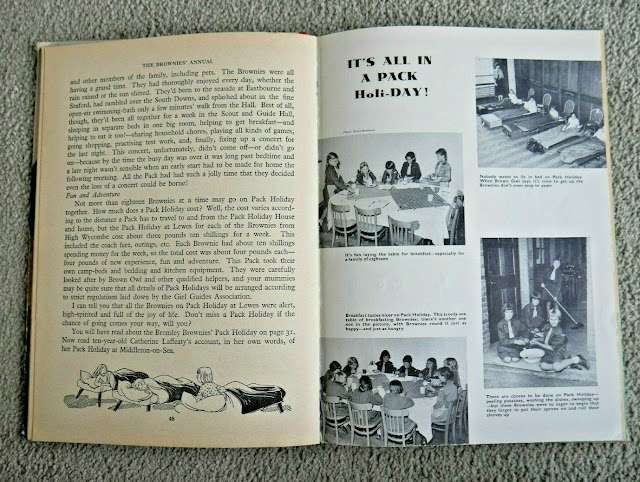 THE BROWNIES' ANNUAL
and other members of the family, including pets. The Brownies were all
having a grand time. They had thoroughly enjoyed every day, whether the
rain rained or the sun shined. They'd been to the seaside at Eastbourne and
Seaford, had rambled over the South Downs, and splashed about in the fine
open-air swimming-bath only a few minutes' walk from the Hall. Best of all,
though, they'd been all together for a week in the Scout and Guide Hall,
sleeping in separate beds in one big room, helping to get breakfast—and
helping to eat it too!—sharing household chores, playing all kinds of games,
going shopping, practising test work, and, finally, fixing up a concert for
the last night. This concert, unfortunately, didn't come off—or didn't go
on—because by the time the busy day was over it was long past bedtime and
a late night wasn't sensible when an early start had to be made for home the
following morning. All the Pack had had such a jolly time that they decided
even the loss of a concert could be borne!
Fun and Adventure
Not more than eighteen Brownies at a time may go on Pack Holiday
together. How much does a Pack Holiday cost? Well, the cost varies accord-
ing to the distance a Pack has to travel to and from the Pack Holiday House
and home, but the Pack Holiday at Lewes for each of the Brownies from
High Wycombe cost about three pounds ten shillings for a week. This
included the coach fare, outings, etc. Each Brownie had about ten shillings
spending money for the week, so the total cost was about four pounds each—
four pounds of new experience, fun and adventure. This Pack took their
own camp-beds and bedding and kitchen equipment. They were carefully
looked after by Brown Owl and other qualified helpers, and your mummies
may be quite sure that all details of Pack Holidays will be arranged according
to strict regulations laid down by the Girl Guides Association.
I can tell you that all the Brownies on Pack Holiday at Lewes were alert,
high-spirited and full of the joy of life. Don't miss a Pack Holiday if the
chance of going comes your way, will you?
You will have read about the Bromley Brownies' Pack Holiday on page 31.
Now read ten-year-old Catherine Lafferty's account, in her own words, of
her Pack Holiday at Middleton-on-Sea.
48
IT'S ALL IN
A PACK
Holi-DAY!
Nobody wants to lie in bed on Pack Holiday.
When Brown Owl says it's time to get up the
Brownies don't even stop to yawn
It's fun laying the table for breakfast—especially for
a family of eighteen
Breakfast tastes nicer on Pack Holiday. This is only one
table of breakfasting Brownies, there's another one
not in the picture, with Brownies round it just as
happy—and just as hungry
There are chores to be done on Pack Holiday—
peeling potatoes, washing the dishes, sweeping up
—but these Brownies were so eager to begin that
they forgot to put their aprons on and roll their
sleeves up